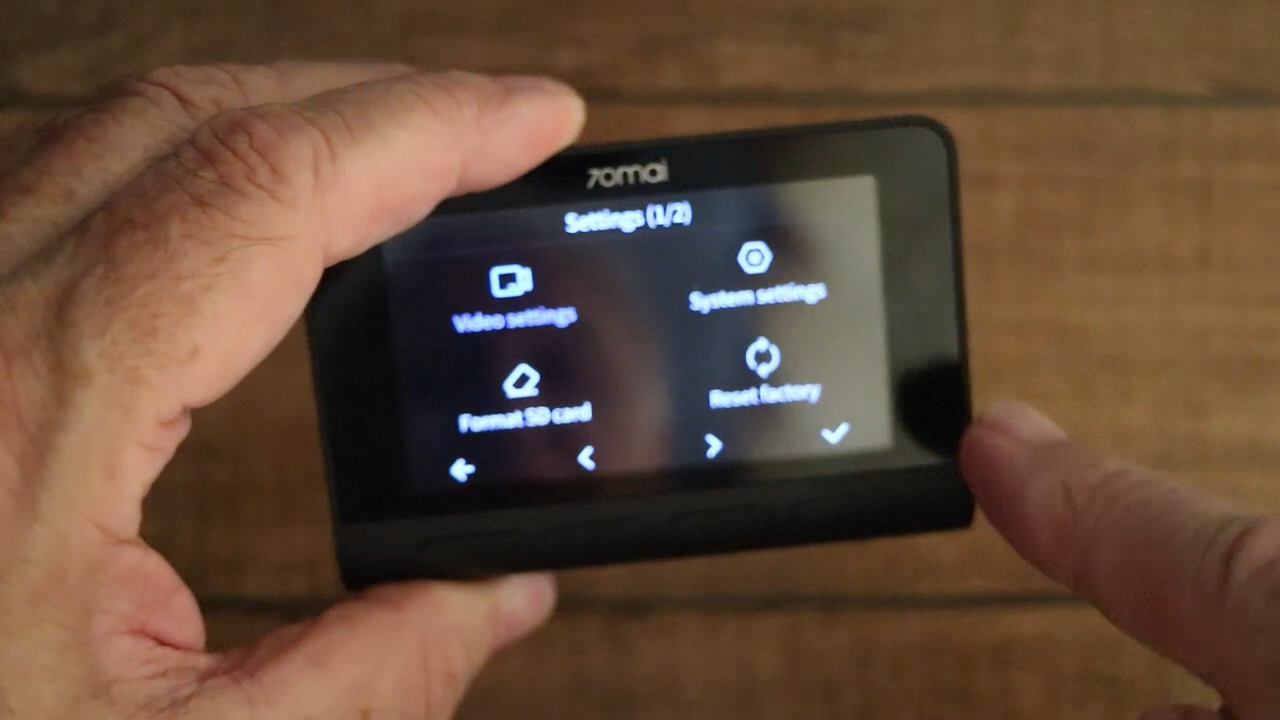 70mai
Settings (1/2)
Video settings
System settings
Format SD card
Reset factory